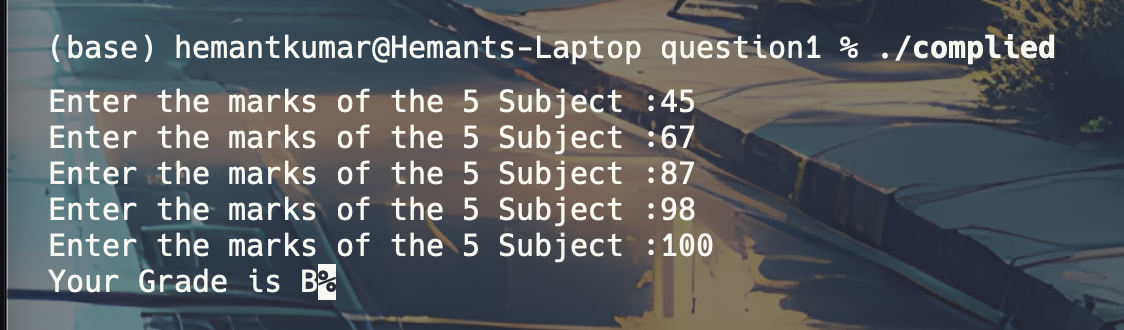 (base) hemantkumar@Hemants-Laptop question1 % ./complied
Enter the marks of the 5 Subject :45
Enter the marks of the 5 Subject :67
Enter the marks of the 5 Subject :87
Enter the marks of the 5 Subject :98
Enter the marks of the 5 Subject :100
Your Grade is B%